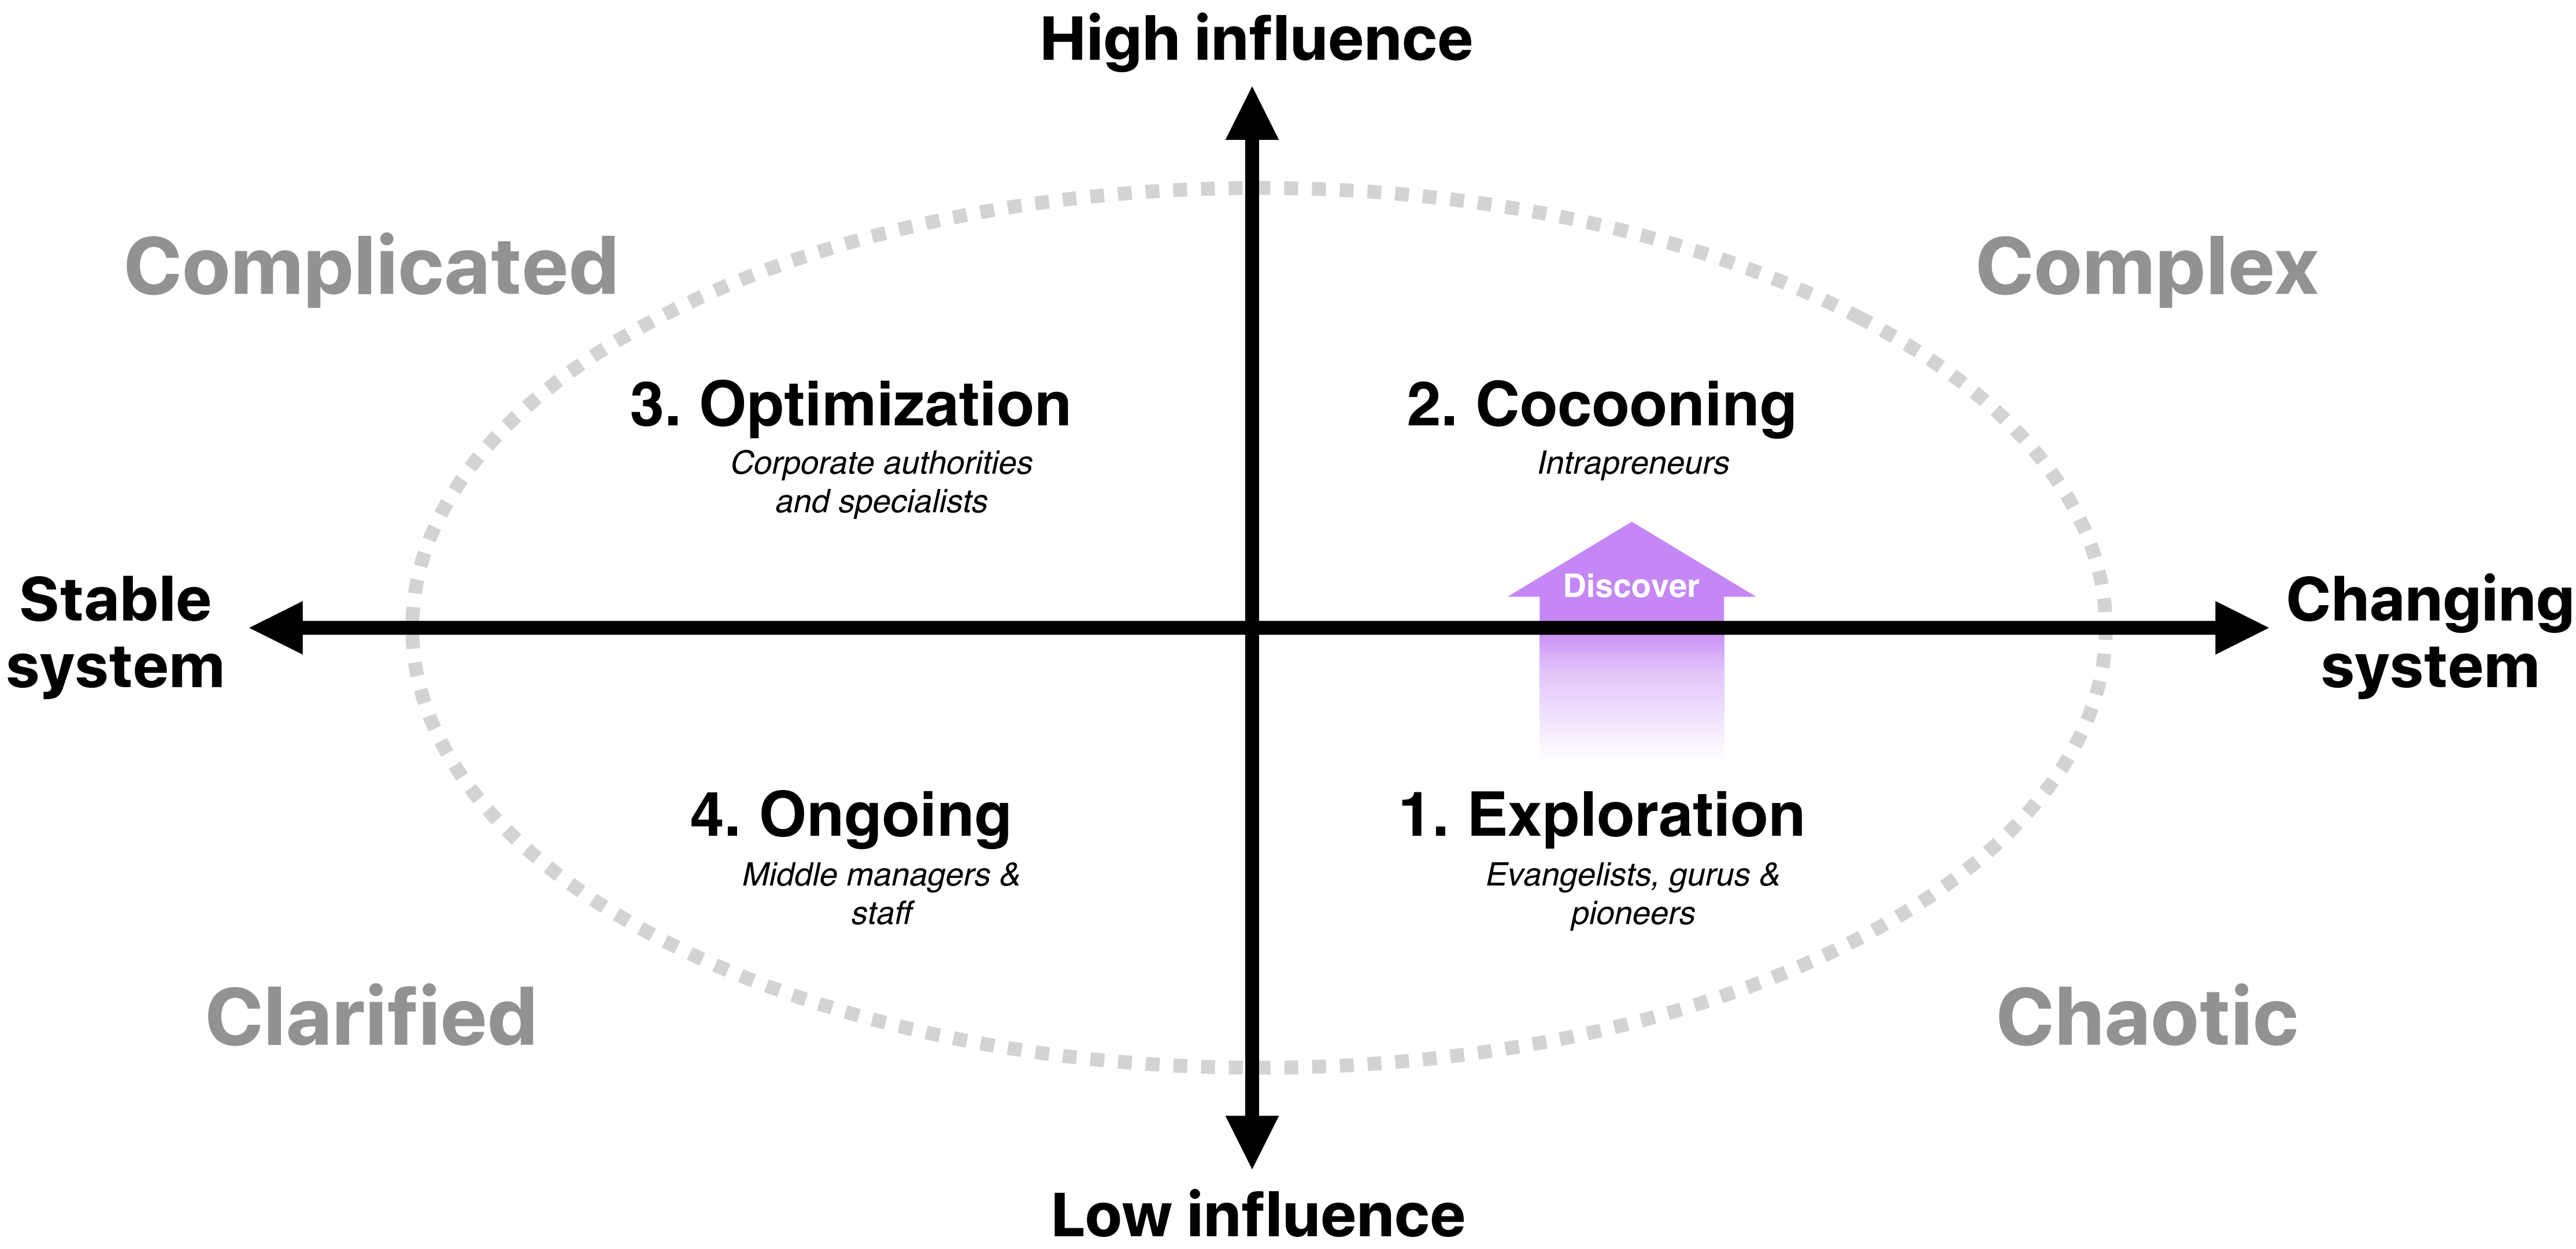 High influence
Complicated
Complex
3. Optimization
Corporate authorities
and specialists
2. Cocooning
Intrapreneurs
Discover
Stable
system
Changing
system
4. Ongoing
Middle managers &
staff
1. Exploration
Evangelists, gurus &
pioneers
Clarified
Chaotic
Low influence